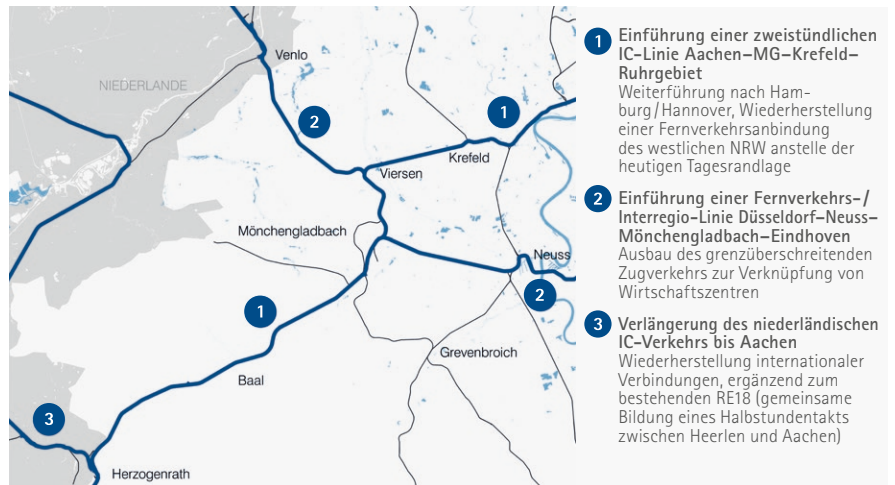 Venlo
NIEDERLANDE
2
1
Krefeld
Viersen
Mönchengladbach
Neuss
2
1
Grevenbroich
Baal
3
Herzogenrath
1 Einführung einer zweistündlichen
IC-Linie Aachen–MG–Krefeld–
Ruhrgebiet
Weiterführung nach Ham-
burg/Hannover, Wiederherstellung
einer Fernverkehrsanbindung
des westlichen NRW anstelle der
heutigen Tagesrandlage
2 Einführung einer Fernverkehrs-/
Interregio-Linie Düsseldorf–Neuss–
Mönchengladbach–Eindhoven
Ausbau des grenzüberschreitenden
Zugverkehrs zur Verknüpfung von
Wirtschaftszentren
3 Verlängerung des niederländischen
IC-Verkehrs bis Aachen
Wiederherstellung internationaler
Verbindungen, ergänzend zum
bestehenden RE18 (gemeinsame
Bildung eines Halbstundentakts
zwischen Heerlen und Aachen)